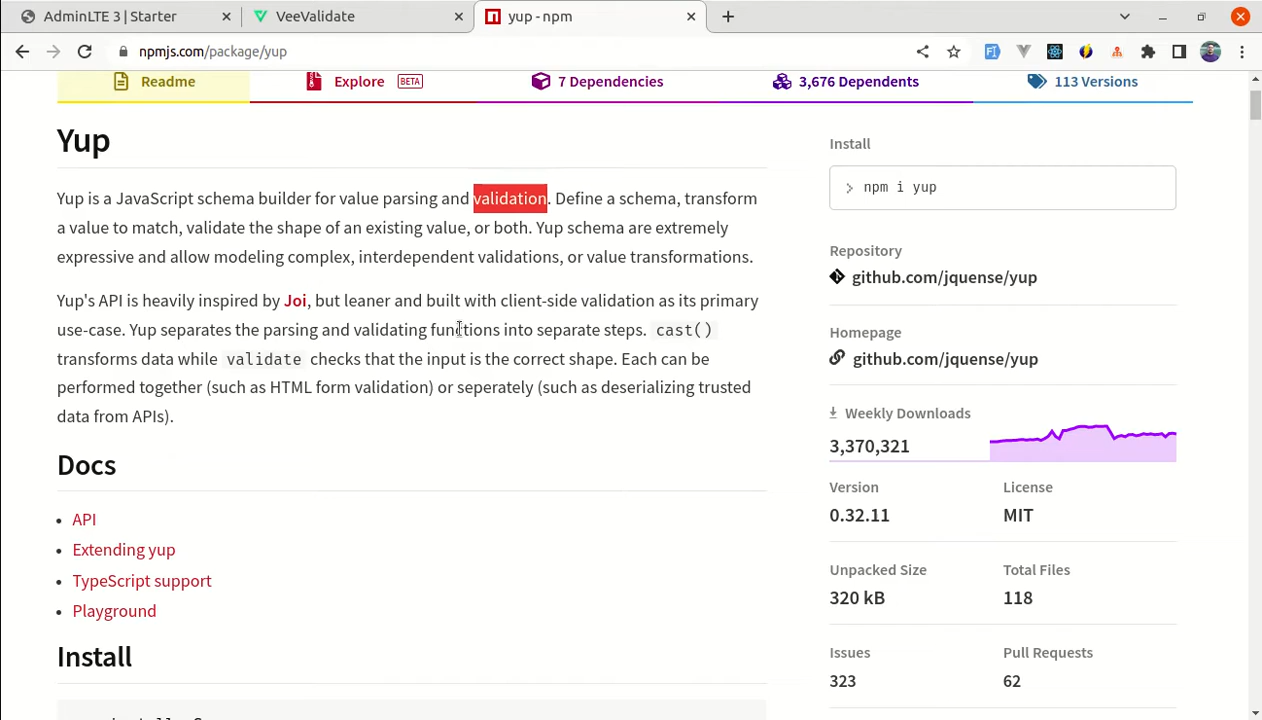 AdminLTE 3 | Starter
VeeValidate
yup - npm
npmjs.com/package/yup
Readme
Explore BETA
7 Dependencies
3,676 Dependents
113 Versions
Yup
Yup is a JavaScript schema builder for value parsing and validation. Define a schema, transform
a value to match, validate the shape of an existing value, or both. Yup schema are extremely
expressive and allow modeling complex, interdependent validations, or value transformations.
Yup's API is heavily inspired by Joi, but leaner and built with client-side validation as its primary
use-case. Yup separates the parsing and validating functions into separate steps. cast()
transforms data while validate checks that the input is the correct shape. Each can be
performed together (such as HTML form validation) or seperately (such as deserializing trusted
data from APIs).
Docs
• API
• Extending yup
• TypeScript support
• Playground
Install
Install
> npm i yup
Repository
github.com/jquense/yup
Homepage
github.com/jquense/yup
Weekly Downloads
3,370,321
Version
0.32.11
License
MIT
Unpacked Size
320 kB
Total Files
118
Issues
323
Pull Requests
62